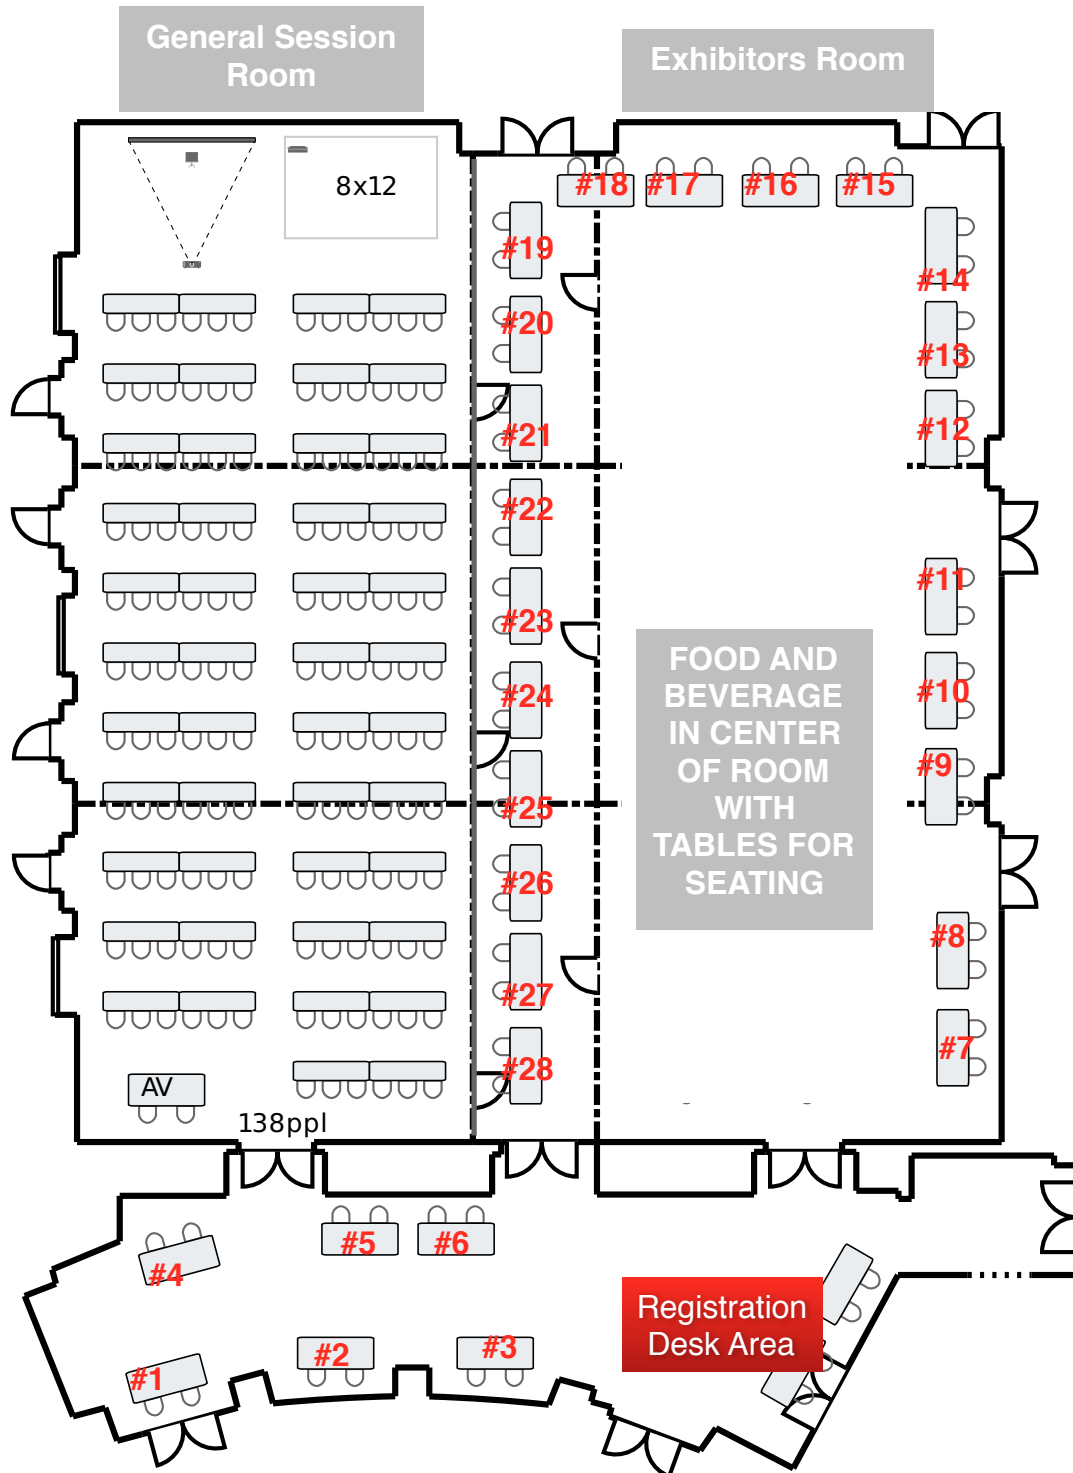 General Session
Room
Exhibitors Room
8x12
#18
#17
#16
#15
#19
#14
#20
#13
#21
#12
#22
#11
#23
#24
#10
#9
#25
#26
#8
#27
#7
#28
FOOD AND
BEVERAGE
IN CENTER
OF ROOM
WITH
TABLES FOR
SEATING
AV
138ppl
#5
#6
#4
#3
#2
#1
Registration
Desk Area